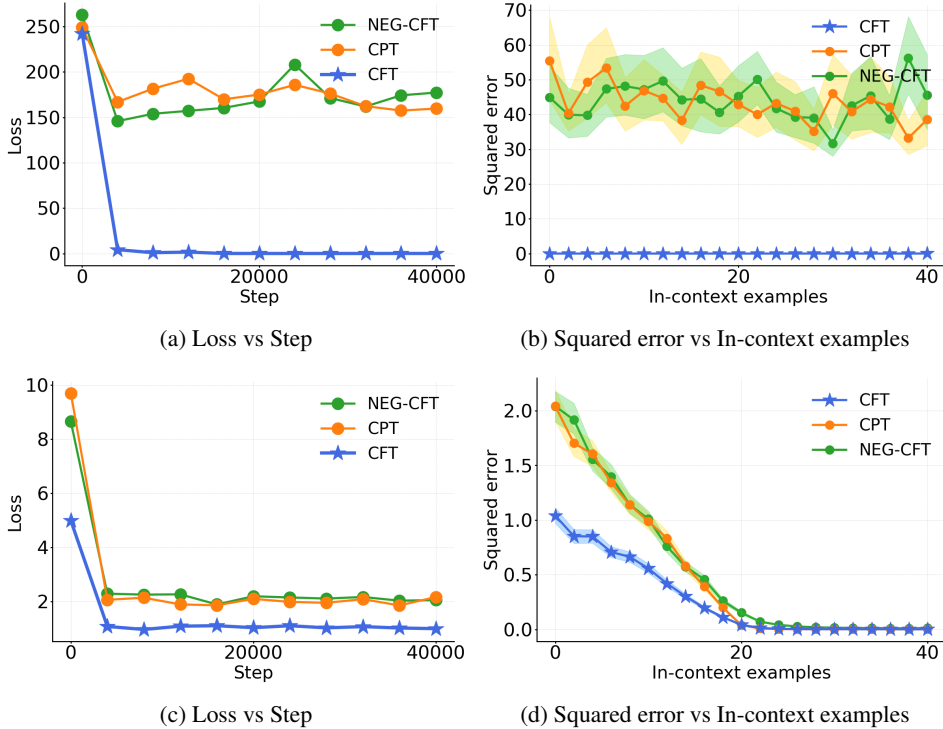 250
200
150
100
50
0
Loss
NEG-CFT
CPT
CFT
0
20000
40000
Step
(a) Loss vs Step
70
60
50
40
30
20
10
0
Squared error
CFT
CPT
NEG-CFT
0
20
40
In-context examples
(b) Squared error vs In-context examples
10
8
6
4
2
Loss
NEG-CFT
CPT
CFT
0
20000
40000
Step
(c) Loss vs Step
2.0
1.5
1.0
0.5
0.0
Squared error
CFT
CPT
NEG-CFT
0
20
40
In-context examples
(d) Squared error vs In-context examples